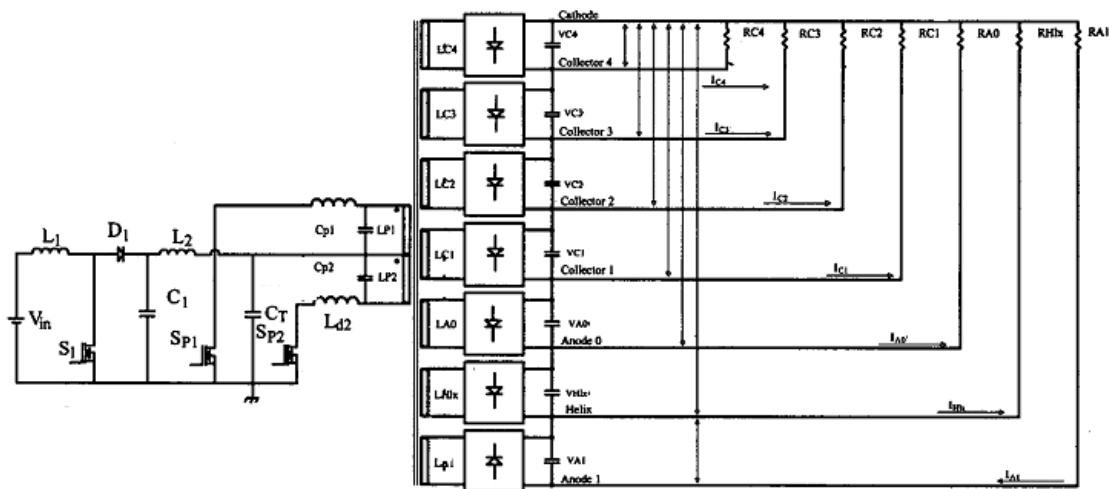 Cathode
LC4
VC4
RC4
RC3
RC2
RC1
RA0
RHlx
RA1
Collector 4
IC4
LC3
VC3
IC3
Collector 3
LC2
VC2
IC2
Collector 2
Cp1
LP1
L1
D1
L2
LC1
VC1
Cp2
LP2
IC1
Collector 1
C1
Vin
CT
Ld2
LA0
VA0
S1
SP1
SP2
IA0
Anode 0
VHlx
IHlx
Helix
VA1
IA1
Anode 1